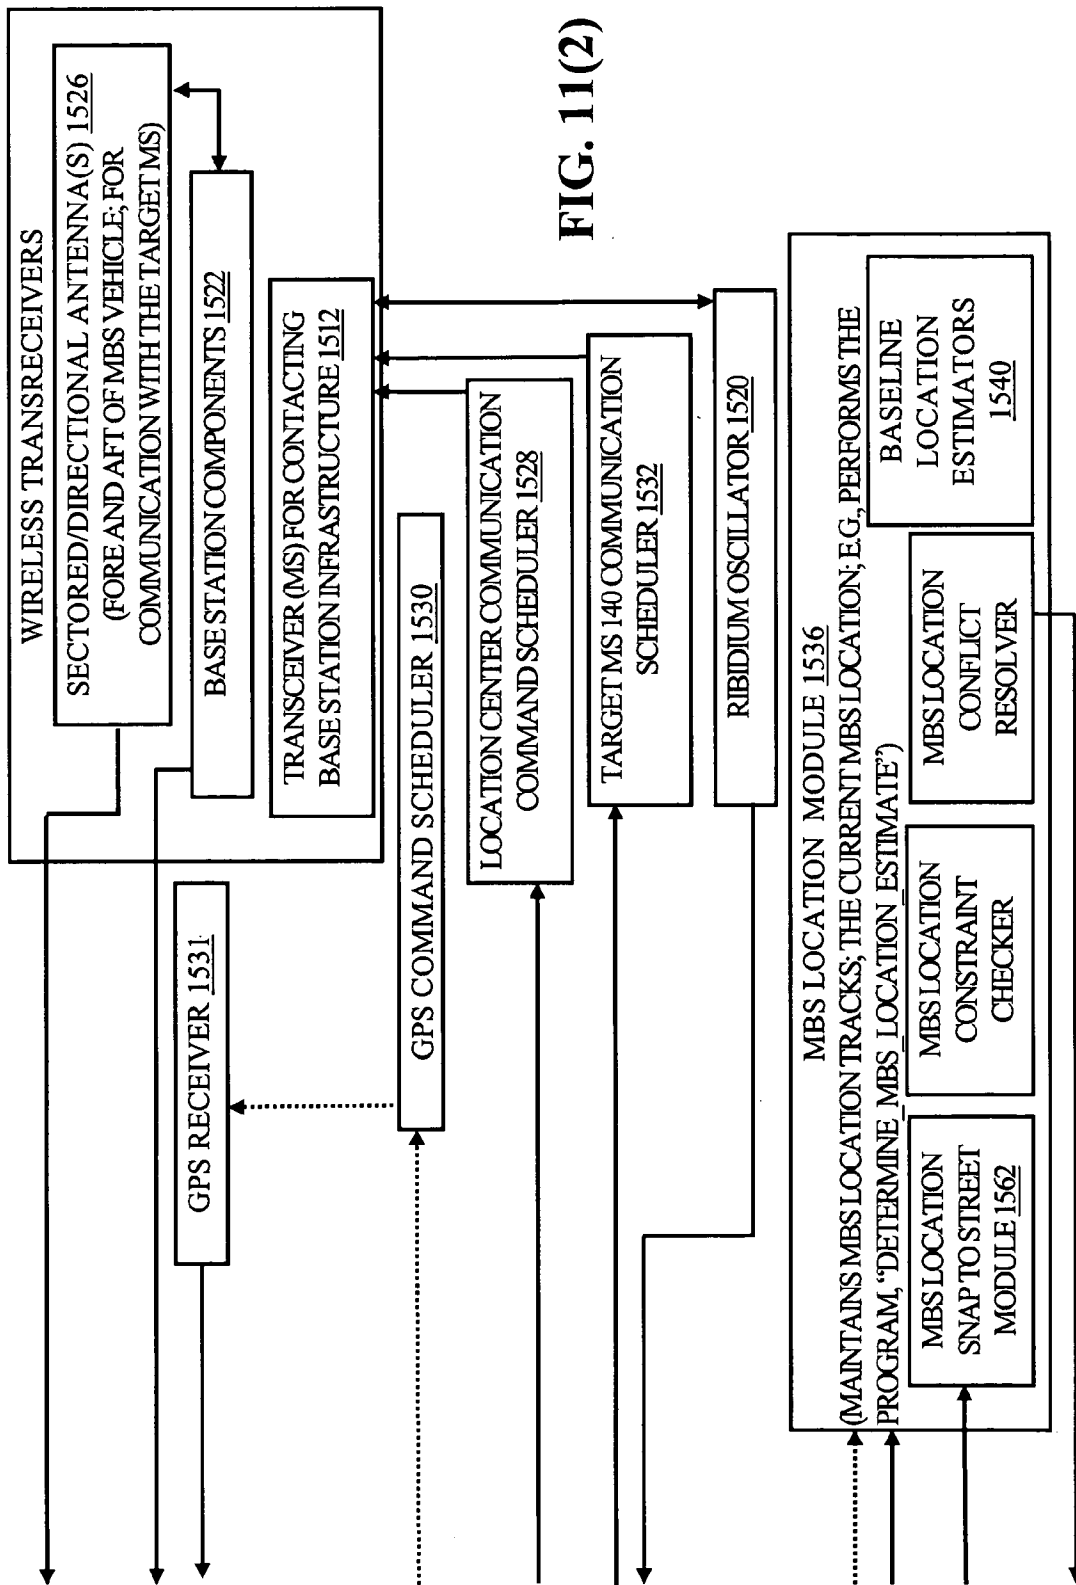 WIRELESS TRANSRECEIVERS
SECTORED/DIRECTIONAL ANTENNA(S) 1526
(FORE AND AFT OF MBS VEHICLE; FOR
COMMUNICATION WITH THE TARGET MS)
BASE STATION COMPONENTS 1522
TRANSCEIVER (MS) FOR CONTACTING
BASE STATION INFRASTRUCTURE 1512
GPS RECEIVER 1531
GPS COMMAND SCHEDULER 1530
LOCATION CENTER COMMUNICATION
COMMAND SCHEDULER 1528
TARGET MS 140 COMMUNICATION
SCHEDULER 1532
RIBIDIUM OSCILLATOR 1520
FIG. 11(2)
MBS LOCATION MODULE 1536
(MAINTAINS MBS LOCATION TRACKS; THE CURRENT MBS LOCATION; E.G., PERFORMS THE
PROGRAM, “DETERMINE_MBS_LOCATION_ESTIMATE”)
MBS LOCATION
SNAP TO STREET
MODULE 1562
MBS LOCATION
CONSTRAINT
CHECKER
MBS LOCATION
CONFLICT
RESOLVER
BASELINE
LOCATION
ESTIMATORS
1540